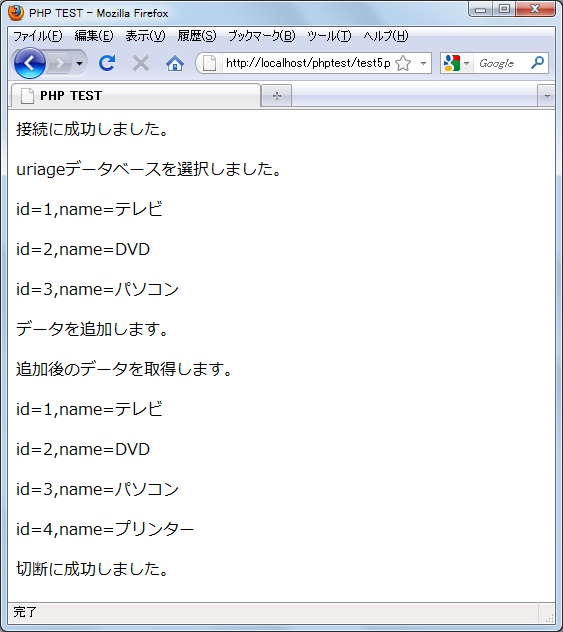 PHP TEST - Mozilla Firefox
ファイル(F) 編集(E) 表示(V) 履歴(S) ブックマーク(B) ツール(T) ヘルプ(H)
http://localhost/phptest/test5.p Google
PHP TEST
接続に成功しました。
uriageデータベースを選択しました。
id=1,name=テレビ
id=2,name=DVD
id=3,name=パソコン
データを追加します。
追加後のデータを取得します。
id=1,name=テレビ
id=2,name=DVD
id=3,name=パソコン
id=4,name=プリンター
切断に成功しました。
完了